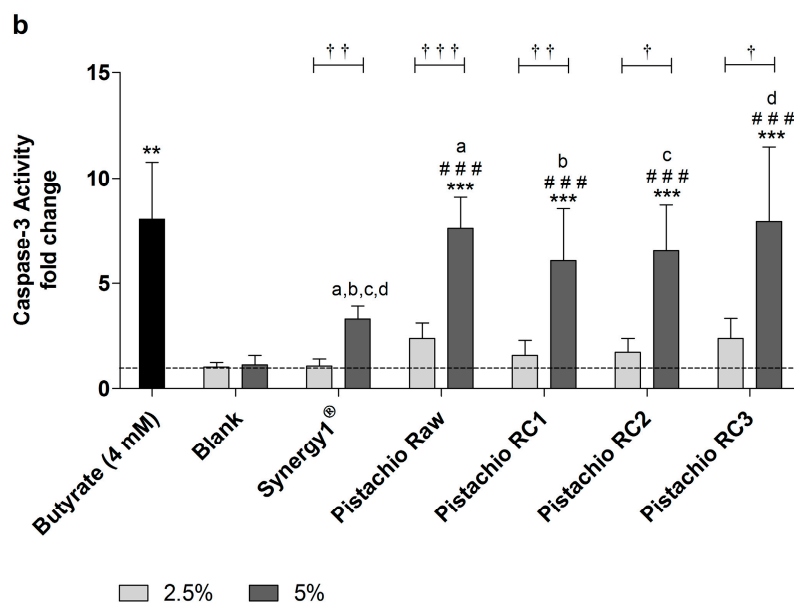 b
† † † † † † † † † †
15
10
5
0
Caspase-3 Activity
fold change
**
a,b,c,d
a
# # #
***
b
# # #
***
c
# # #
***
d
# # #
***
Butyrate (4 mM)
Blank
Synergy1®
Pistachio Raw
Pistachio RC1
Pistachio RC2
Pistachio RC3
2.5% 5%